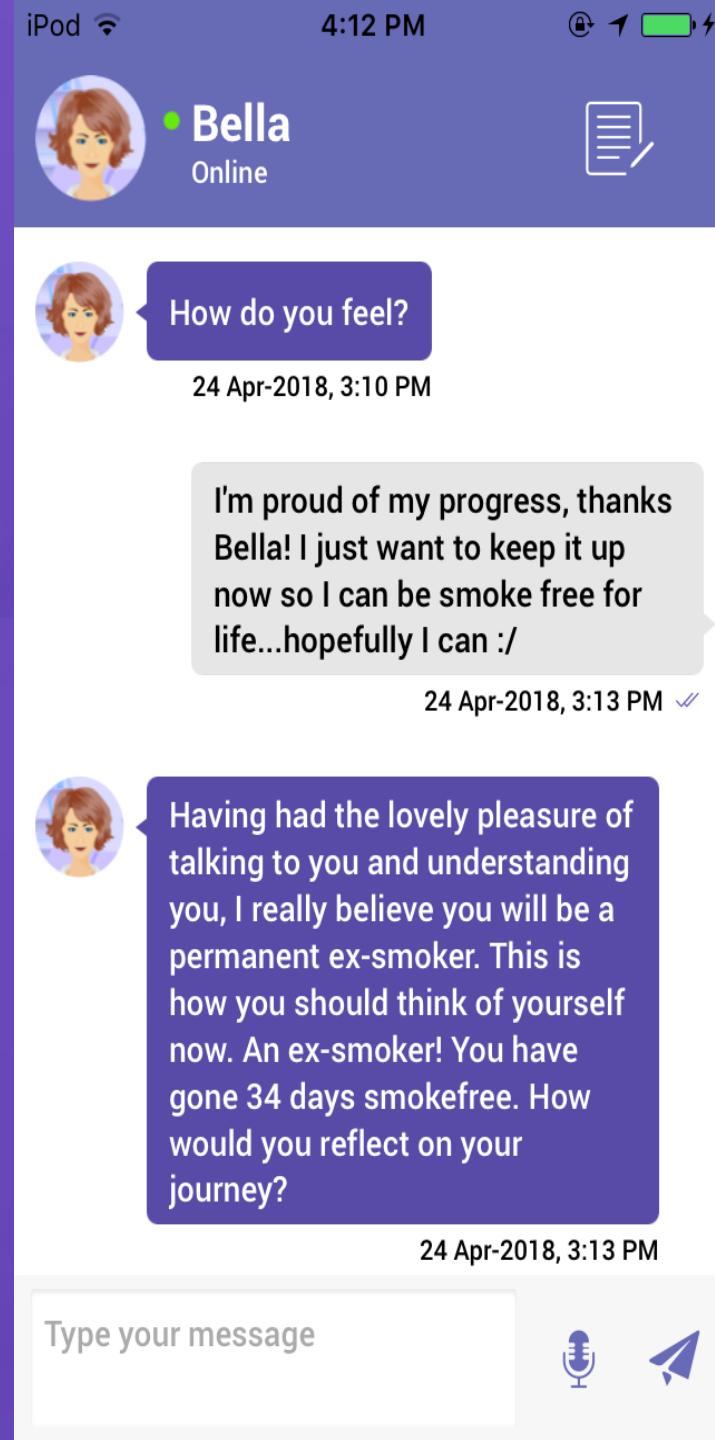 iPod
4:12 PM
Bella
Online
How do you feel?
24 Apr-2018, 3:10 PM
I'm proud of my progress, thanks
Bella! I just want to keep it up
now so I can be smoke free for
life...hopefully I can :/
24 Apr-2018, 3:13 PM
Having had the lovely pleasure of
talking to you and understanding
you, I really believe you will be a
permanent ex-smoker. This is
how you should think of yourself
now. An ex-smoker! You have
gone 34 days smokefree. How
would you reflect on your
journey?
24 Apr-2018, 3:13 PM
Type your message